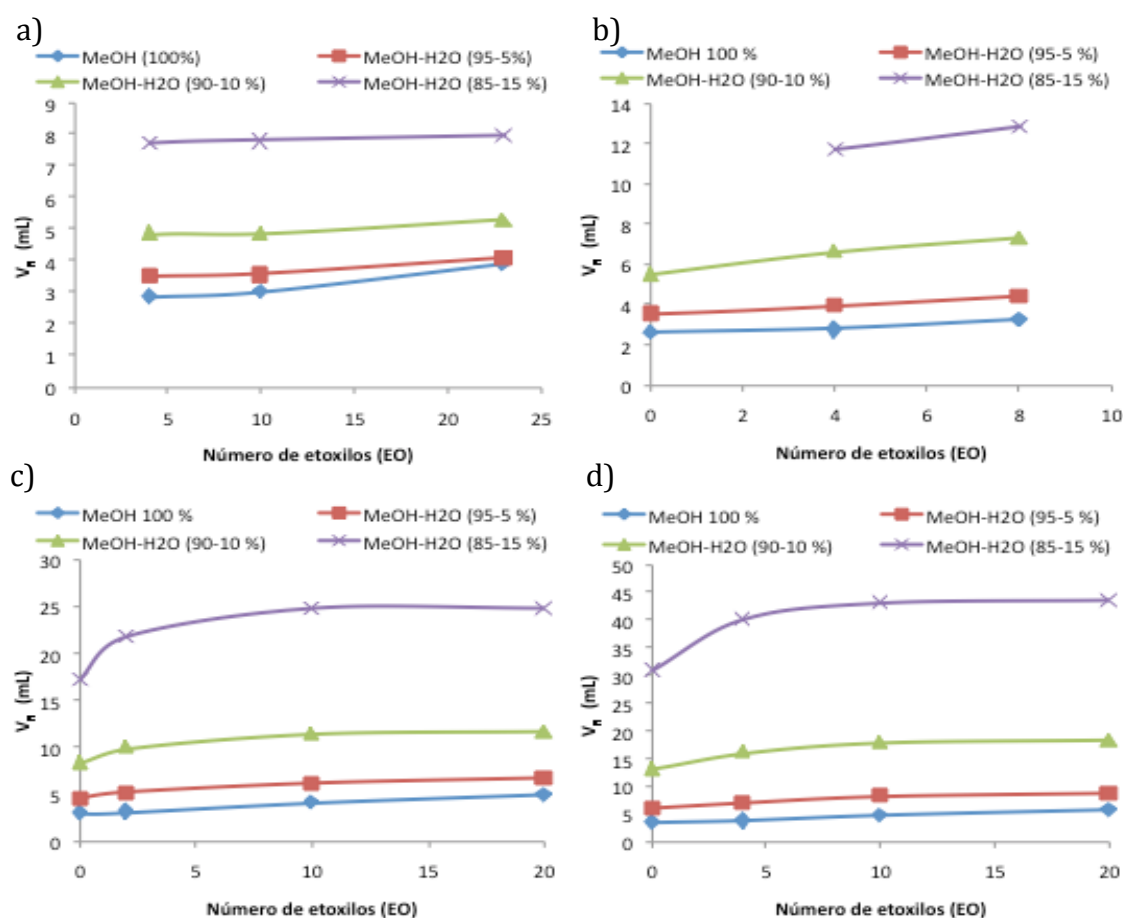 a)
MeOH (100%) MeOH-H2O (95-5%)
MeOH-H2O (90-10 %) MeOH-H2O (85-15 %)
9
8
7
6
5
4
3
2
1
0
Vn (mL)
0 5 10 15 20 25
Número de etoxilos (EO)
b)
MeOH 100 % MeOH-H2O (95-5 %)
MeOH-H2O (90-10 %) MeOH-H2O (85-15 %)
14
12
10
8
6
4
2
0
Vn (mL)
0 2 4 6 8 10
Número de etoxilos (EO)
c)
MeOH 100 % MeOH-H2O (95-5 %)
MeOH-H2O (90-10 %) MeOH-H2O (85-15 %)
30
25
20
15
10
5
0
Vn (mL)
0 5 10 15 20
Número de etoxilos (EO)
d)
MeOH 100 % MeOH-H2O (95-5 %)
MeOH-H2O (90-10 %) MeOH-H2O (85-15 %)
50
45
40
35
30
25
20
15
10
5
0
Vn (mL)
0 5 10 15 20
Número de etoxilos (EO)